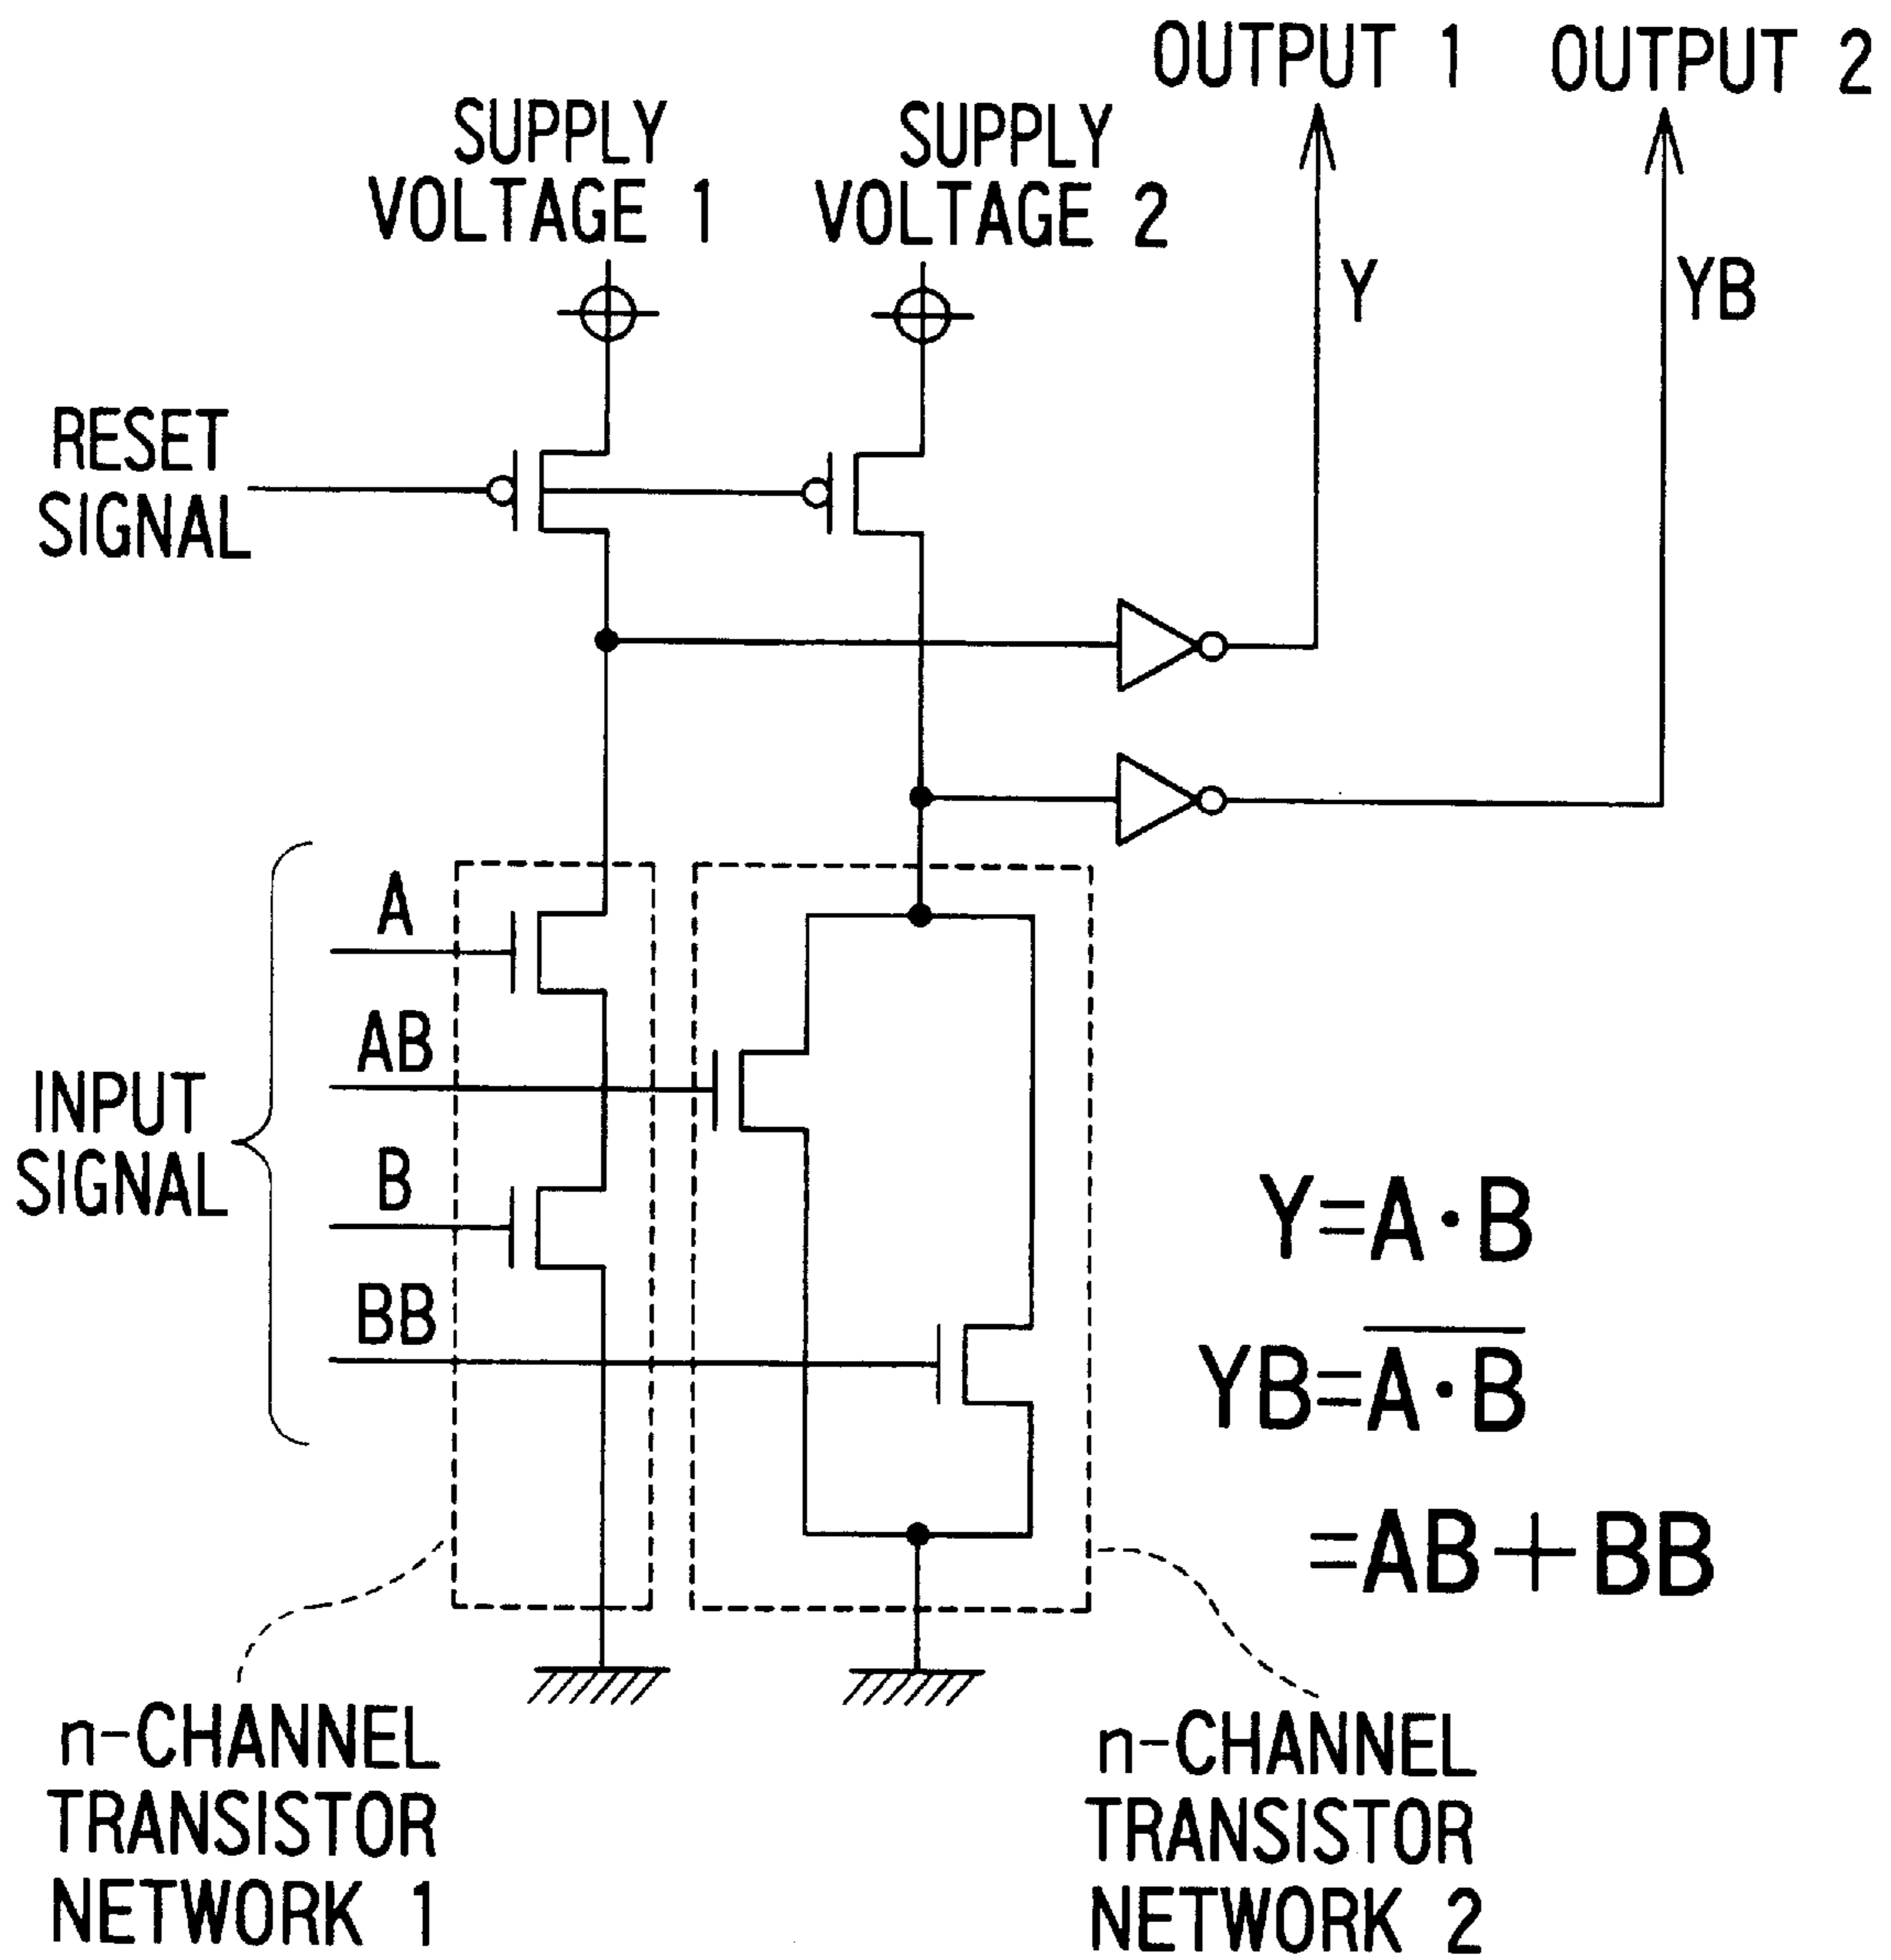 OUTPUT 1
OUTPUT 2
SUPPLY
VOLTAGE 1
SUPPLY
VOLTAGE 2
Y
YB
RESET
SIGNAL
A
AB
B
BB
INPUT
SIGNAL
Y=A·B
YB=A·B
=AB+BB
n-CHANNEL
TRANSISTOR
NETWORK 1
n-CHANNEL
TRANSISTOR
NETWORK 2